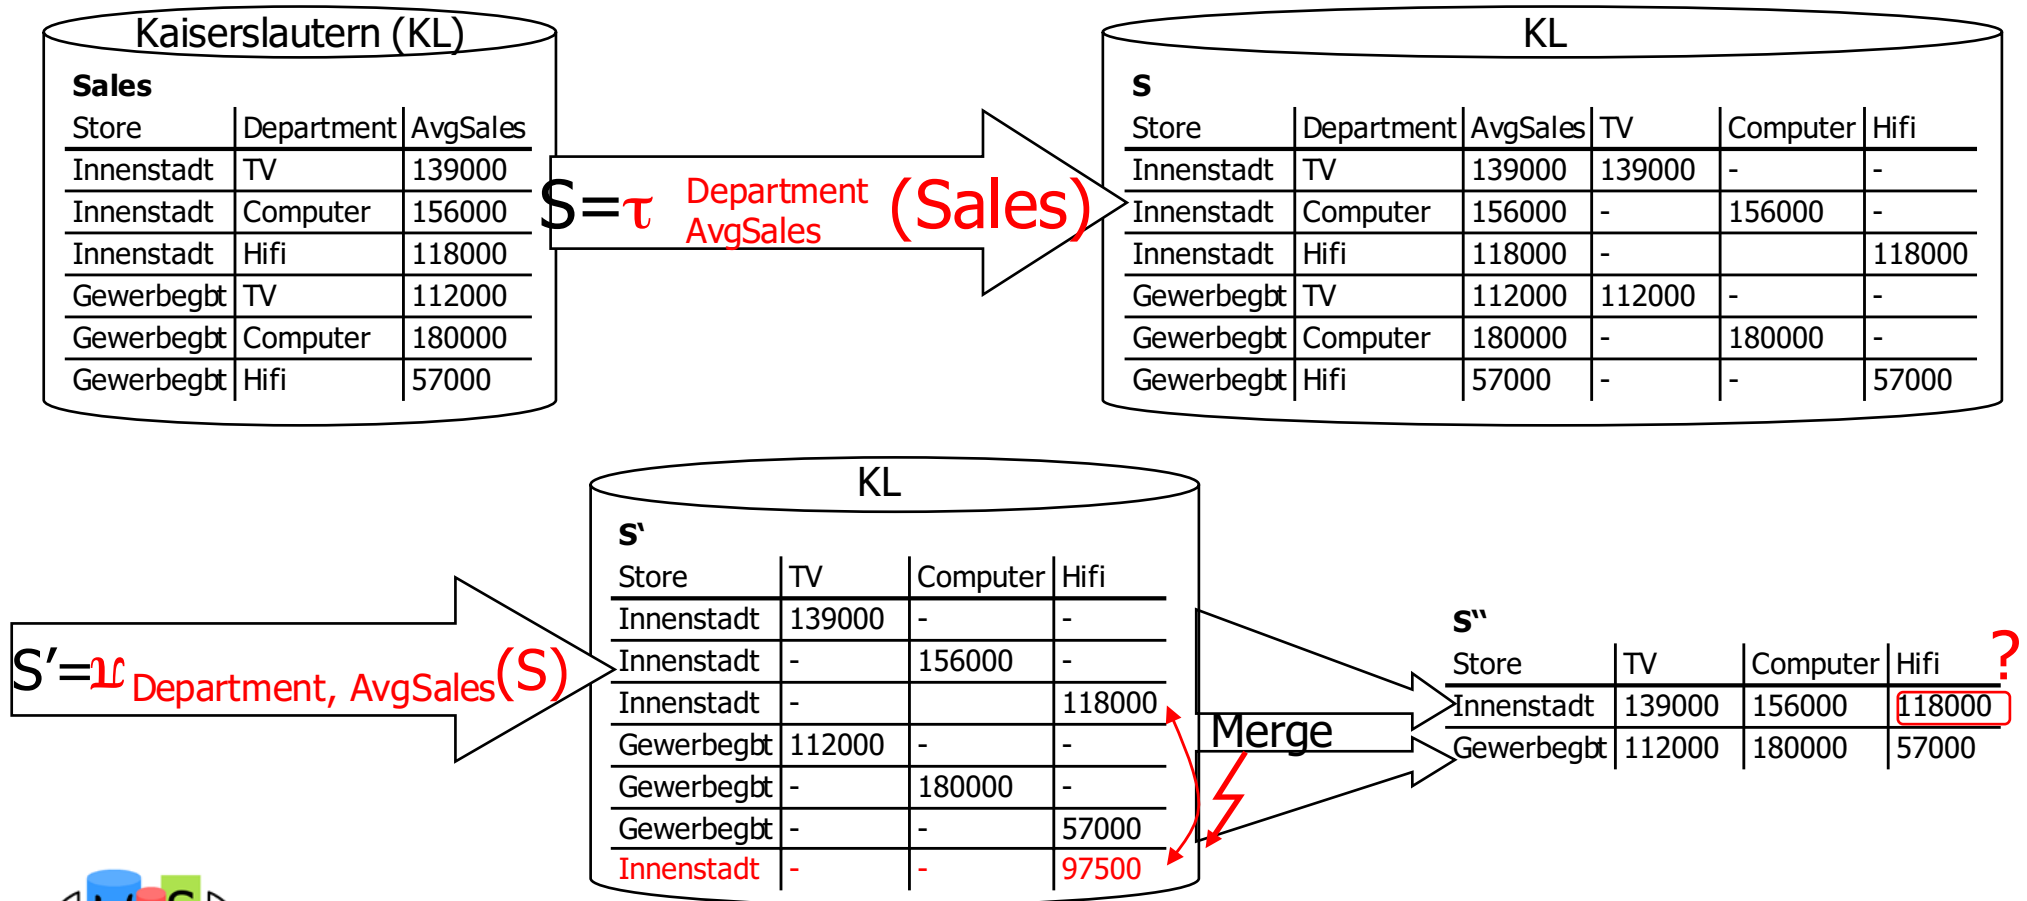 Kaiserslautern (KL)
Sales
Store Department AvgSales
Innenstadt TV 139000
Innenstadt Computer 156000
Innenstadt Hifi 118000
Gewerbegbt TV 112000
Gewerbegbt Computer 180000
Gewerbegbt Hifi 57000
S=τ Department AvgSales (Sales)
KL
S
Store Department AvgSales TV Computer Hifi
Innenstadt TV 139000 139000 - -
Innenstadt Computer 156000 - 156000 -
Innenstadt Hifi 118000 - 118000
Gewerbegbt TV 112000 112000 - -
Gewerbegbt Computer 180000 - 180000 -
Gewerbegbt Hifi 57000 - - 57000
S'= Department, AvgSales(S)
KL
S‘
Store TV Computer Hifi
Innenstadt 139000 - -
Innenstadt - 156000 -
Innenstadt - 118000
Gewerbegbt 112000 - -
Gewerbegbt - 180000 -
Gewerbegbt - - 57000
Innenstadt - - 97500
Merge
S“
?
Store TV Computer Hifi
Innenstadt 139000 156000 118000
Gewerbegbt 112000 180000 57000